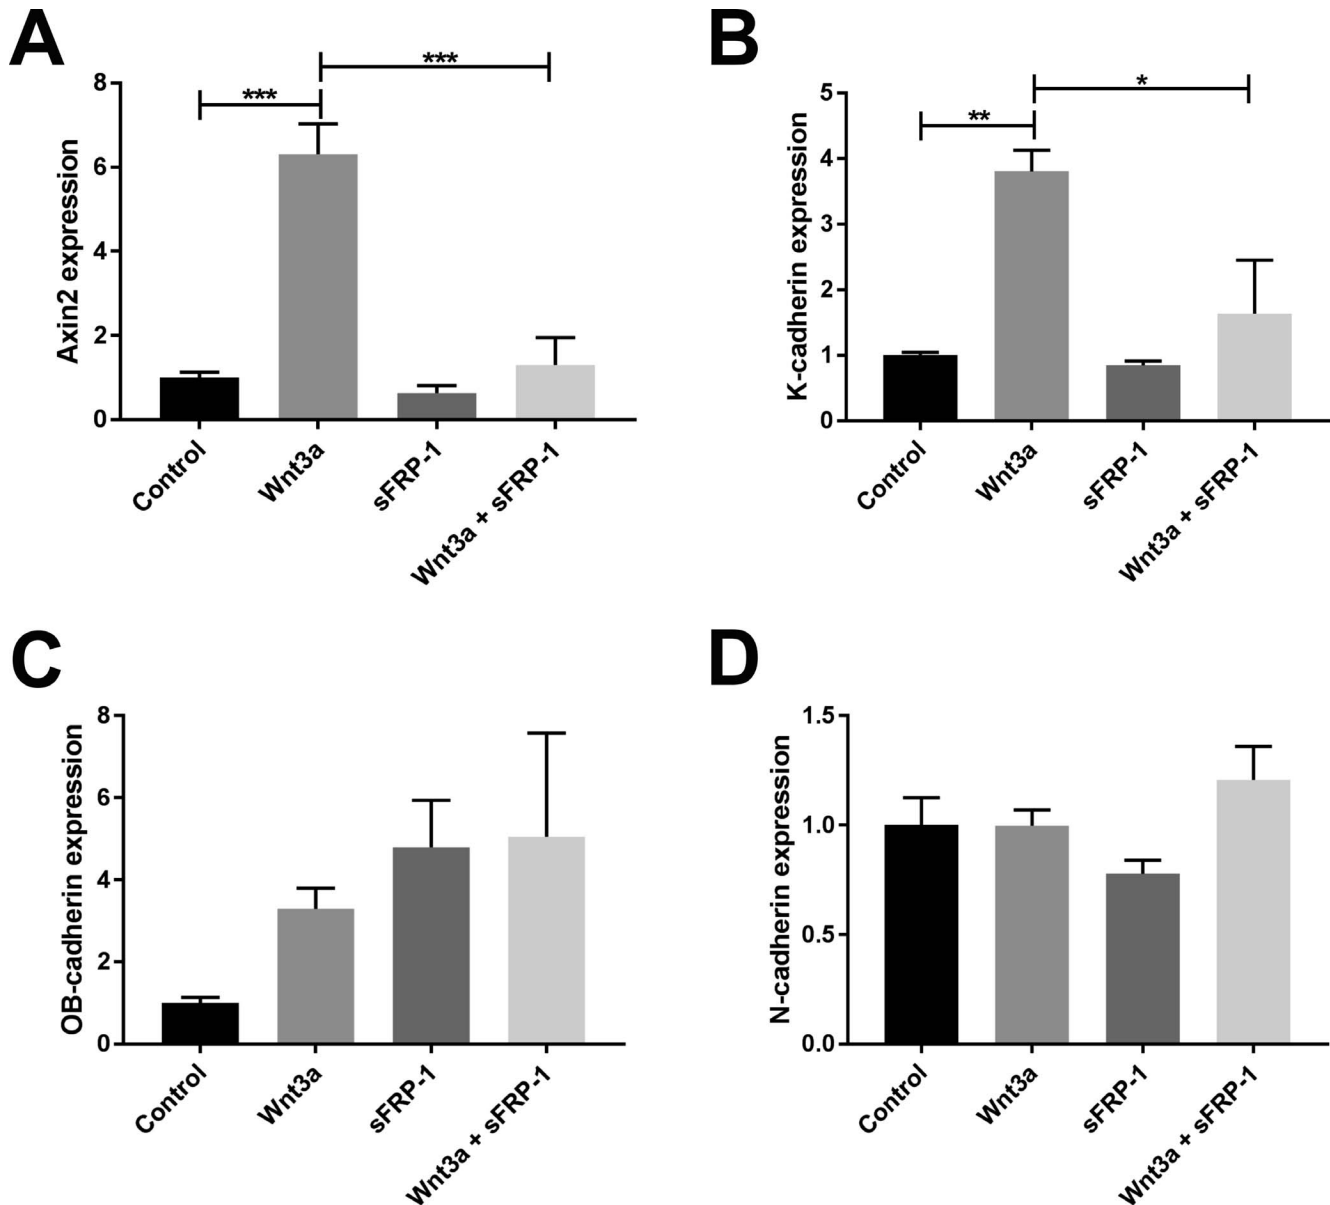 A
***
***
8
6
4
2
0
Axin2 expression
Control
Wnt3a
sFRP-1
Wnt3a + sFRP-1
B
*
**
5
4
3
2
1
0
K-cadherin expression
Control
Wnt3a
sFRP-1
Wnt3a + sFRP-1
C
8
6
4
2
0
OB-cadherin expression
Control
Wnt3a
sFRP-1
Wnt3a + sFRP-1
D
1.5
1.0
0.5
0.0
N-cadherin expression
Control
Wnt3a
sFRP-1
Wnt3a + sFRP-1